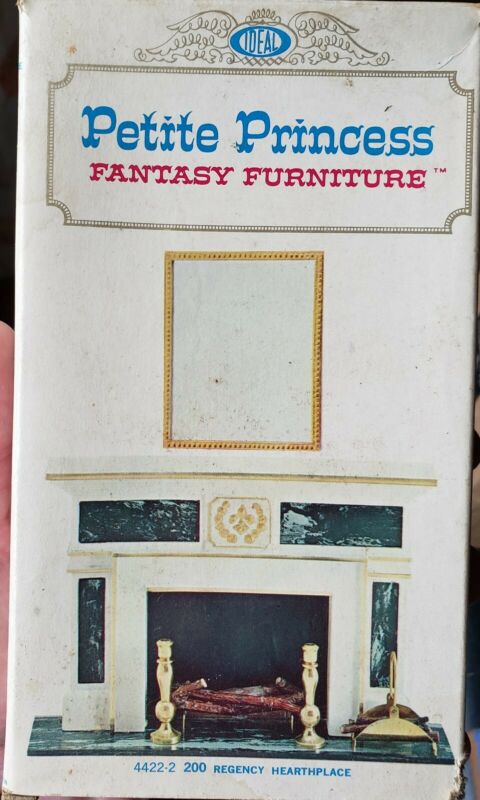 IDEAL
Petite Princess
FANTASY FURNITURE™
4422-2 200 REGENCY HEARTHPLACE